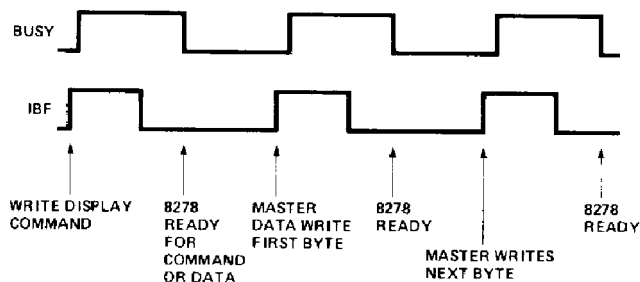 BUSY
IBF
WRITE DISPLAY
COMMAND
8278
READY
FOR
COMMAND
OR DATA
MASTER
DATA WRITE
FIRST BYTE
8278
READY
MASTER WRITES
NEXT BYTE
8278
READY